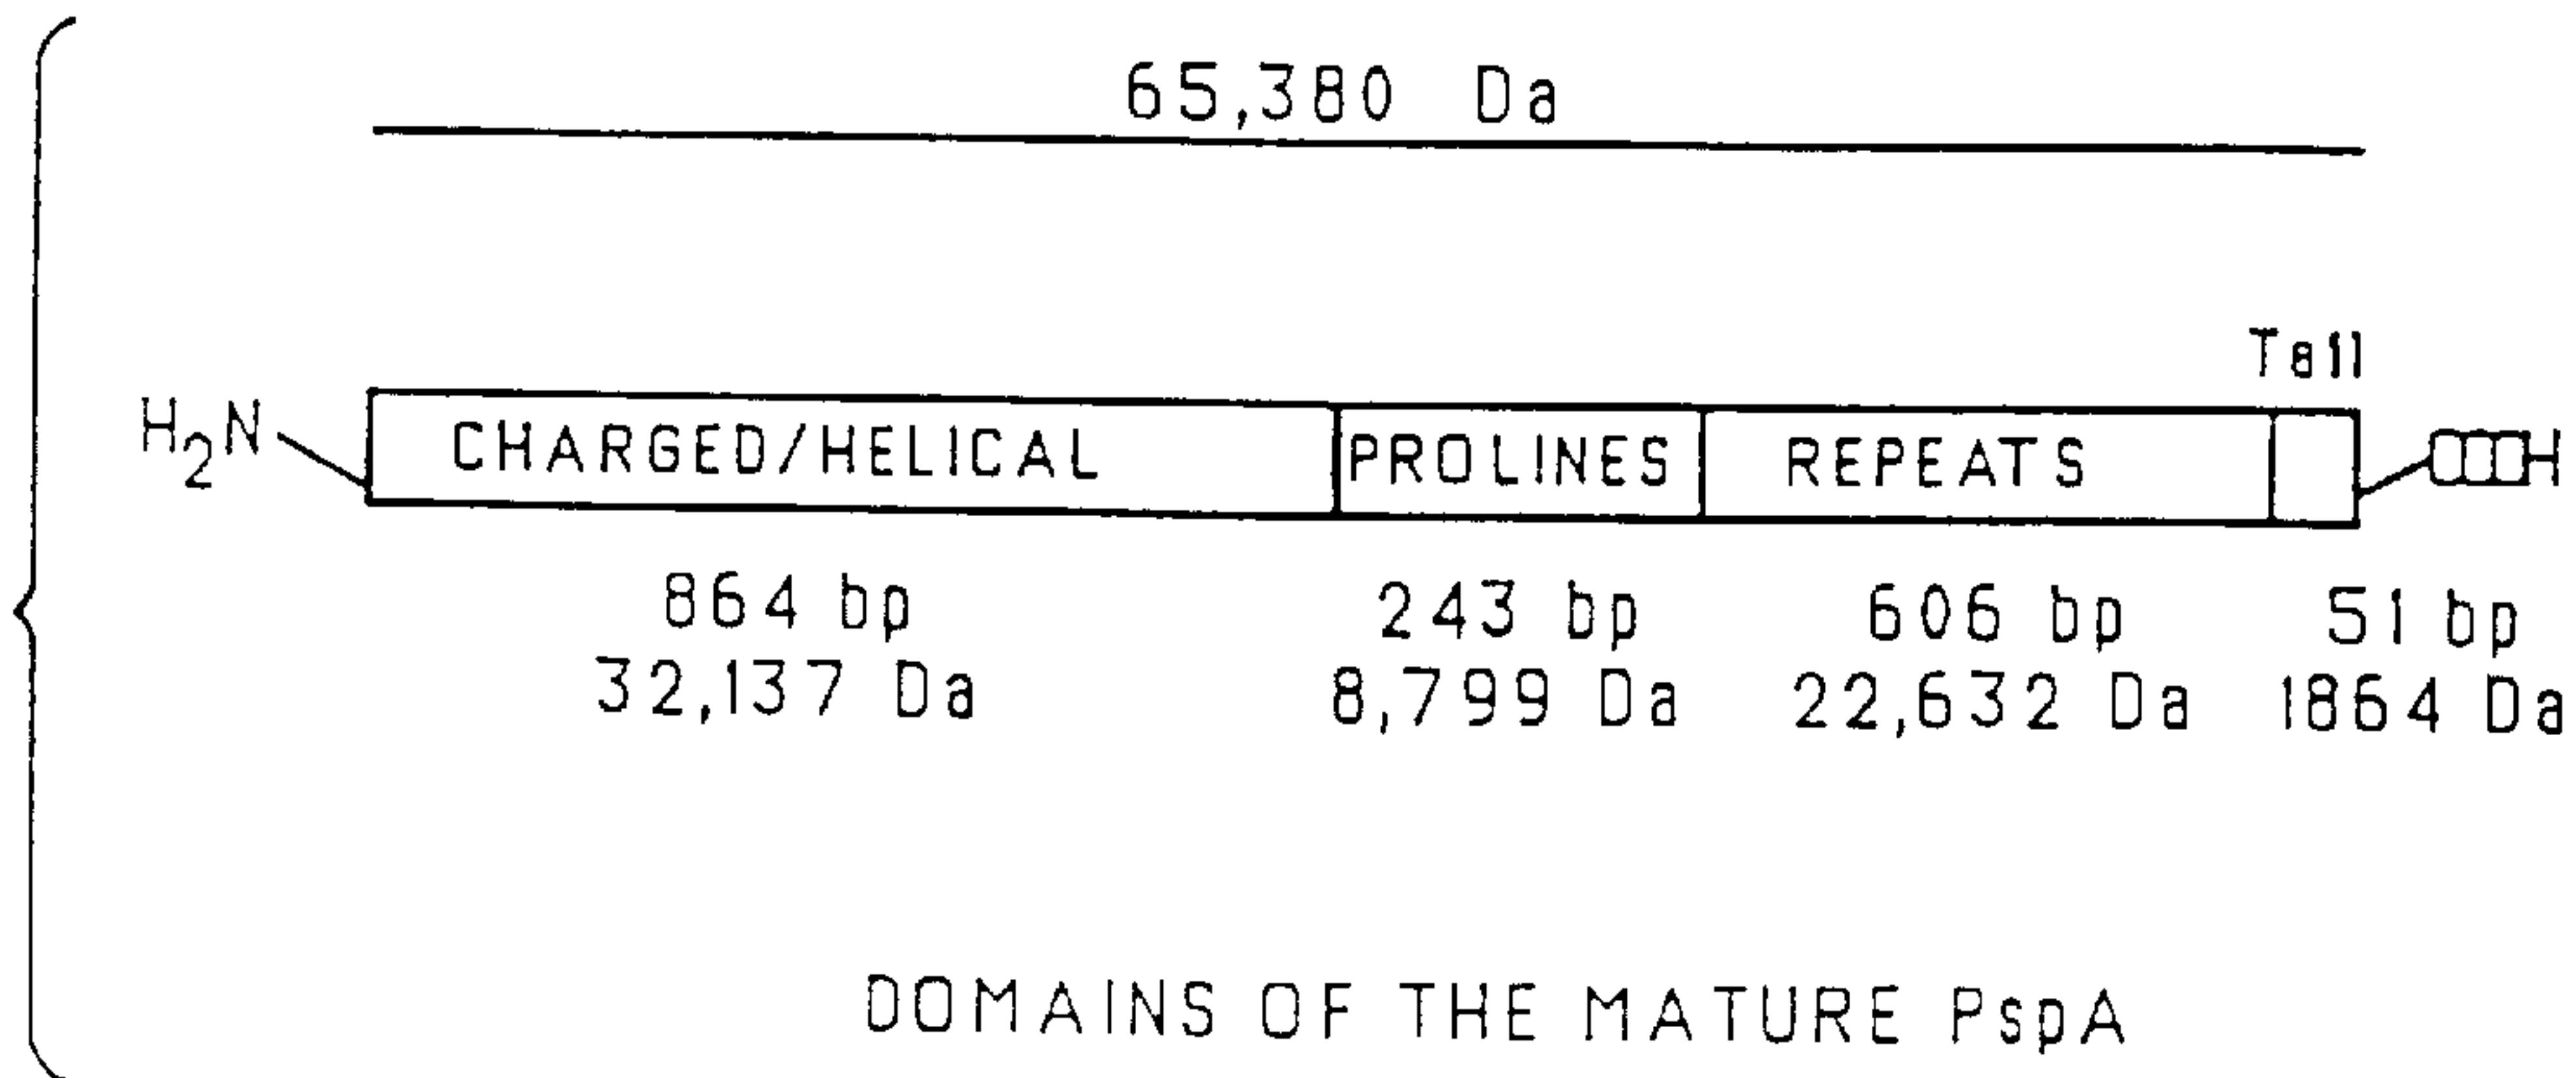 65,380 Da
Tail
H₂N CHARGED/HELICAL PROLINES REPEATS COOH
864 bp 243 bp 606 bp 51 bp
32,137 Da 8,799 Da 22,632 Da 1864 Da
DOMAINS OF THE MATURE PspA